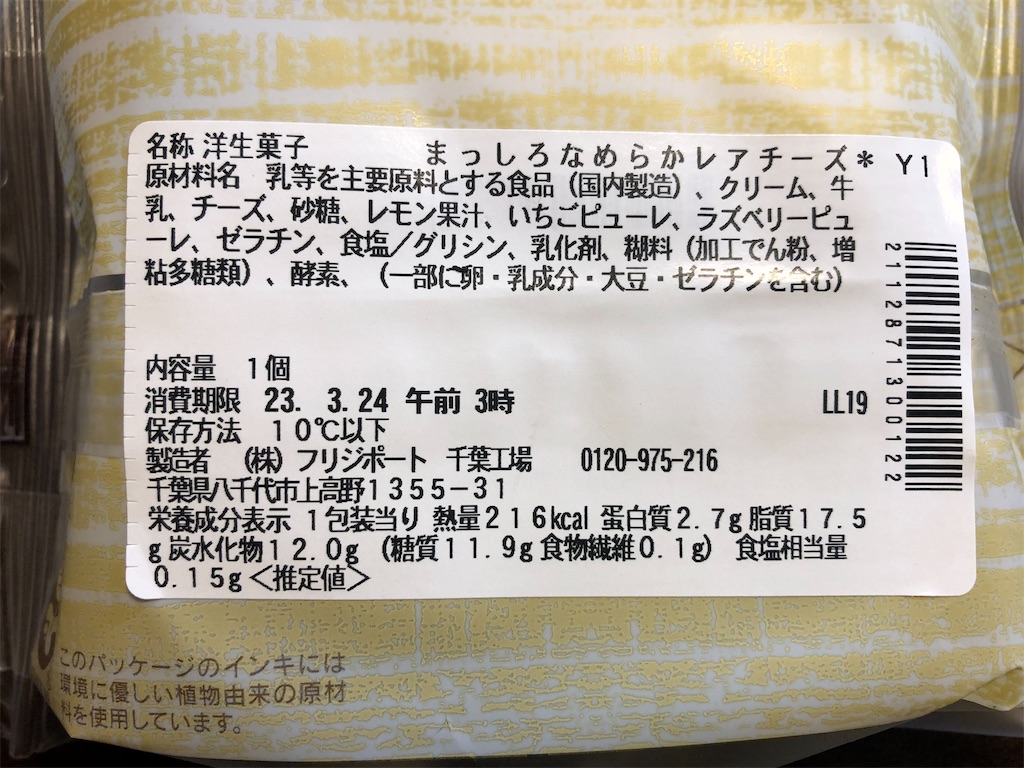 名称 洋生菓子 まっしろなめらかレアチーズ* Y1
原材料名 乳等を主要原料とする食品（国内製造）、クリーム、牛
乳、チーズ、砂糖、レモン果汁、いちごピューレ、ラズベリーピュ
ーレ、ゼラチン、食塩／グリシン、乳化剤、糊料（加工でん粉、増
粘多糖類）、酵素、（一部に卵・乳成分・大豆・ゼラチンを含む）
内容量 1個
消費期限 23. 3.24 午前 3時 LL19
保存方法 10℃以下
製造者 （株）フリジポート 千葉工場 0120-975-216
千葉県八千代市上高野1355－31
栄養成分表示 1包装当り 熱量216kcal 蛋白質2.7g 脂質17.5
g 炭水化物12.0g （糖質11.9g 食物繊維0.1g） 食塩相当量
0.15g＜推定値＞
2112871300122
このパッケージのインキには
環境に優しい植物由来の原材
料を使用しています。